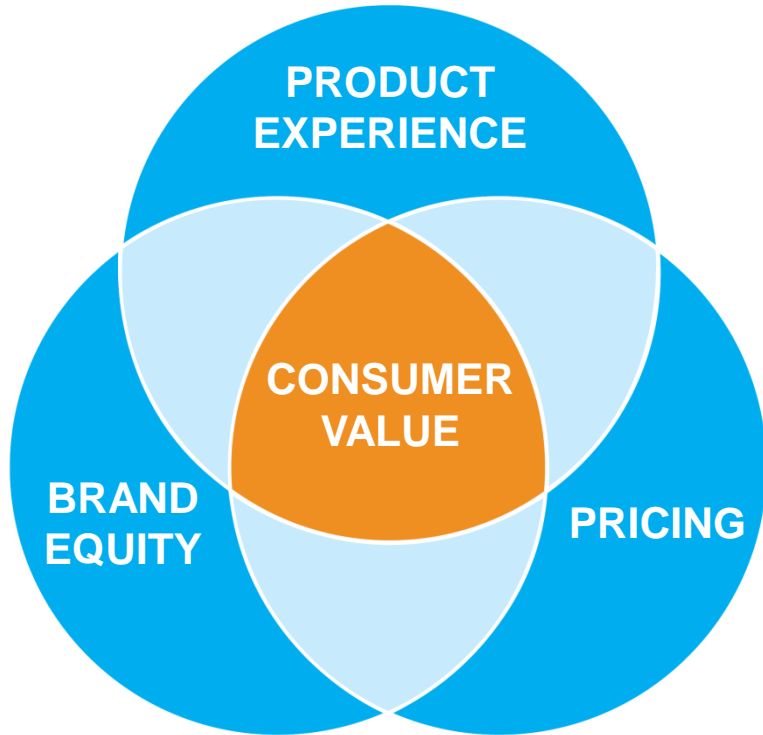 PRODUCT
EXPERIENCE
CONSUMER
VALUE
BRAND
EQUITY
PRICING